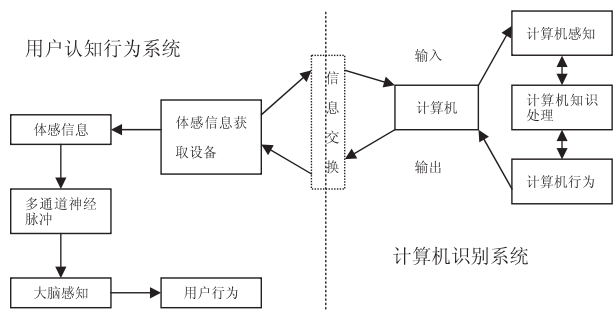 用户认知行为系统
体感信息
多通道神经
脉冲
大脑感知
用户行为
体感信息获
取设备
信
息
交
换
输入
计算机
输出
计算机感知
计算机知识
处理
计算机行为
计算机识别系统